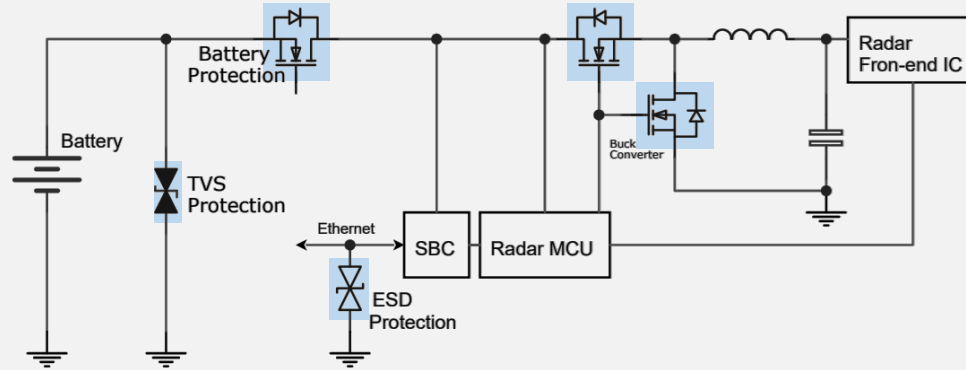 Battery
Protection
Radar
Fron-end IC
Battery
Buck
Converter
TVS
Protection
Ethernet
SBC
Radar MCU
ESD
Protection